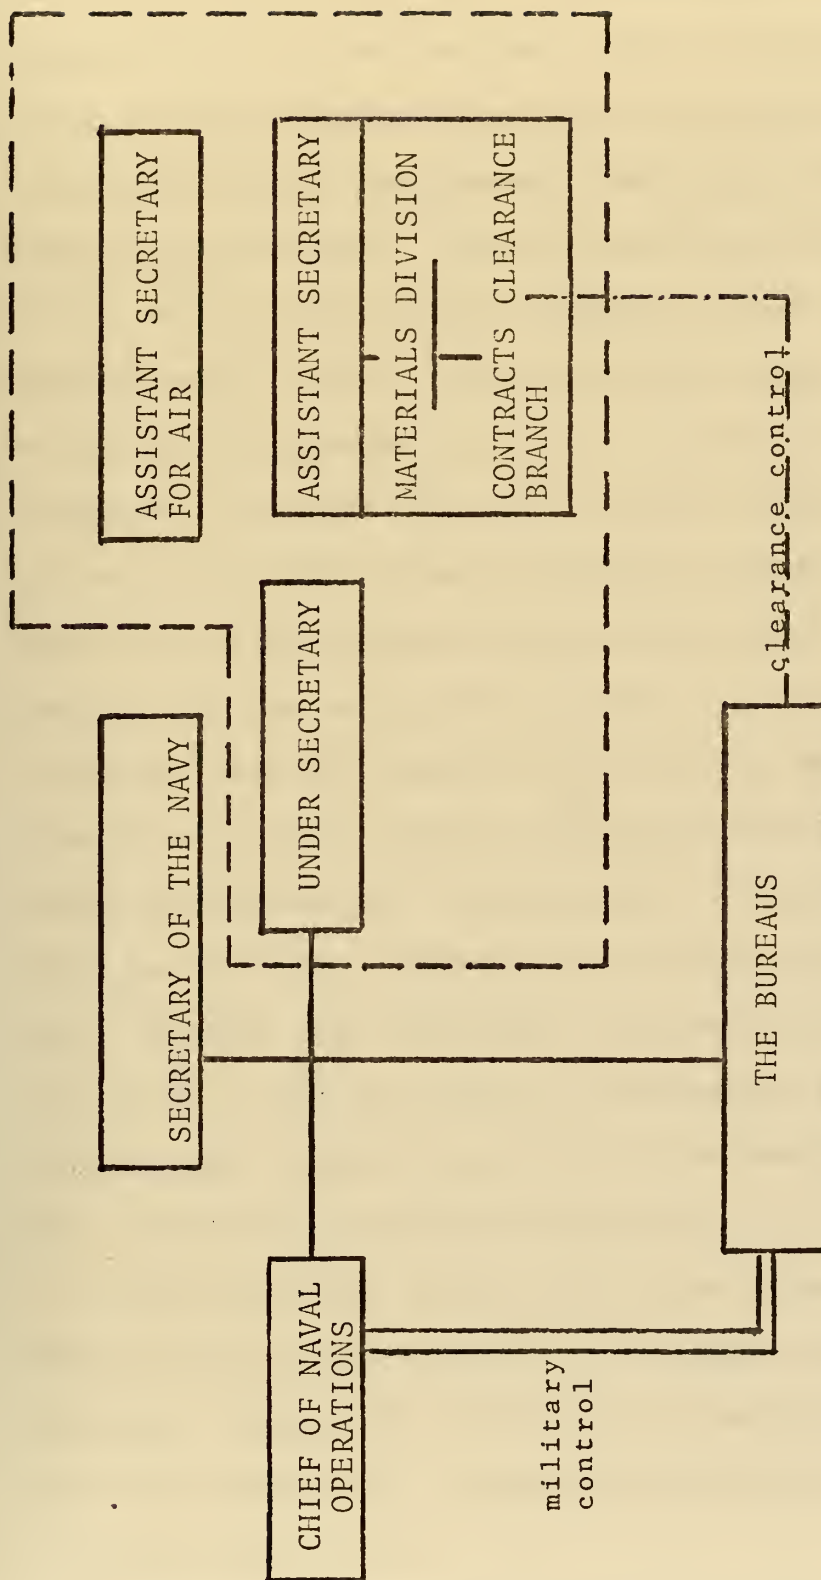 SECRETARY OF THE NAVY
ASSISTANT SECRETARY
FOR AIR
CHIEF OF NAVAL
OPERATIONS
UNDER SECRETARY
ASSISTANT SECRETARY
MATERIALS DIVISION
CONTRACTS CLEARANCE
BRANCH
military
control
THE BUREAUS
clearance control